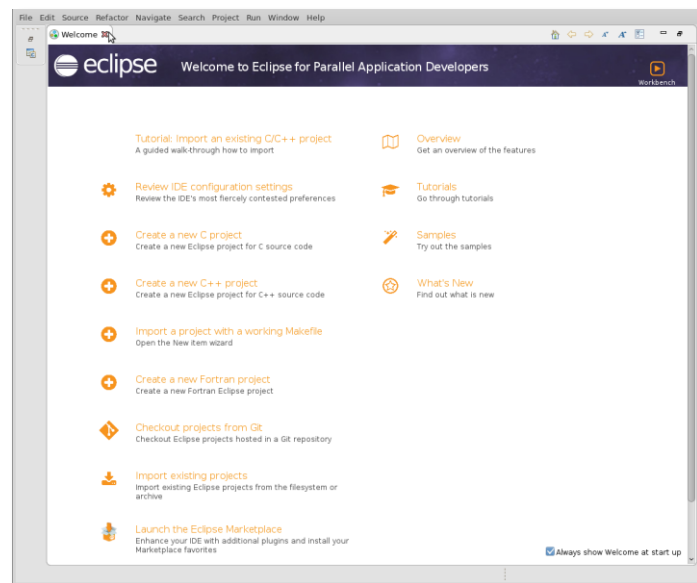 File Edit Source Refactor Navigate Search Project Run Window Help
Welcome
eclipse
Welcome to Eclipse for Parallel Application Developers
Workbench
Tutorial: Import an existing C/C++ project
A guided walk-through how to import
Review IDE configuration settings
Review the IDE's most fiercely contested preferences
Create a new C project
Create a new Eclipse project for C source code
Create a new C++ project
Create a new Eclipse project for C++ source code
Import a project with a working Makefile
Open the New item wizard
Create a new Fortran project
Create a new Fortran Eclipse project
Checkout projects from Git
Checkout Eclipse projects hosted in a Git repository
Import existing projects
Import existing Eclipse projects from the filesystem or
archive
Launch the Eclipse Marketplace
Enhance your IDE with additional plugins and install your
Marketplace favorites
Overview
Get an overview of the features
Tutorials
Go through tutorials
Samples
Try out the samples
What's New
Find out what is new
Always show Welcome at start up